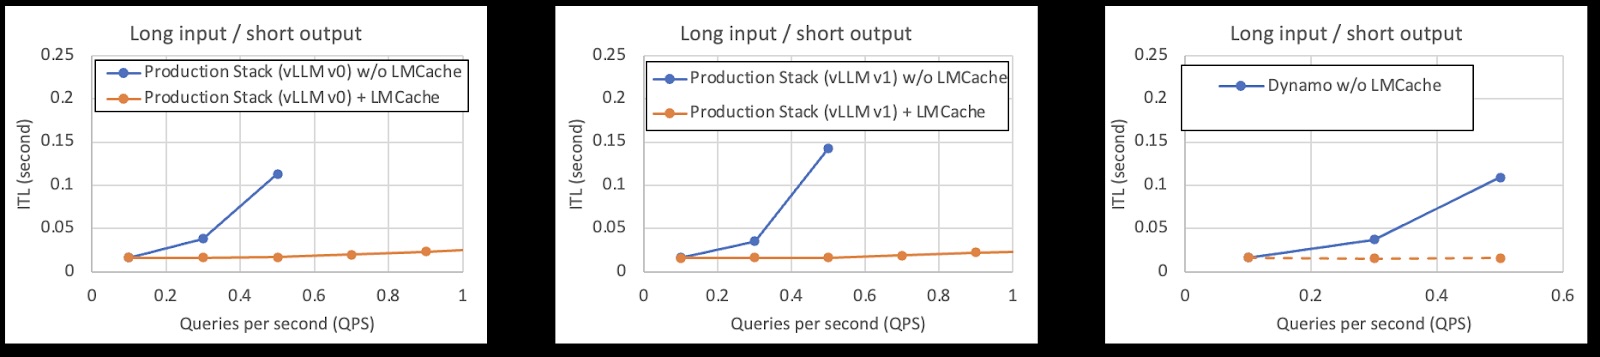 Long input / short output
0.25
0.2
0.15
0.1
0.05
0
ITL (second)
Production Stack (vLLM v0) w/o LMCache
Production Stack (vLLM v0) + LMCache
0
0.2
0.4
0.6
0.8
1
Queries per second (QPS)
Long input / short output
0.25
0.2
0.15
0.1
0.05
0
ITL (second)
Production Stack (vLLM v1) w/o LMCache
Production Stack (vLLM v1) + LMCache
0
0.2
0.4
0.6
0.8
1
Queries per second (QPS)
Long input / short output
0.25
0.2
0.15
0.1
0.05
0
ITL (second)
Dynamo w/o LMCache
0
0.2
0.4
0.6
Queries per second (QPS)